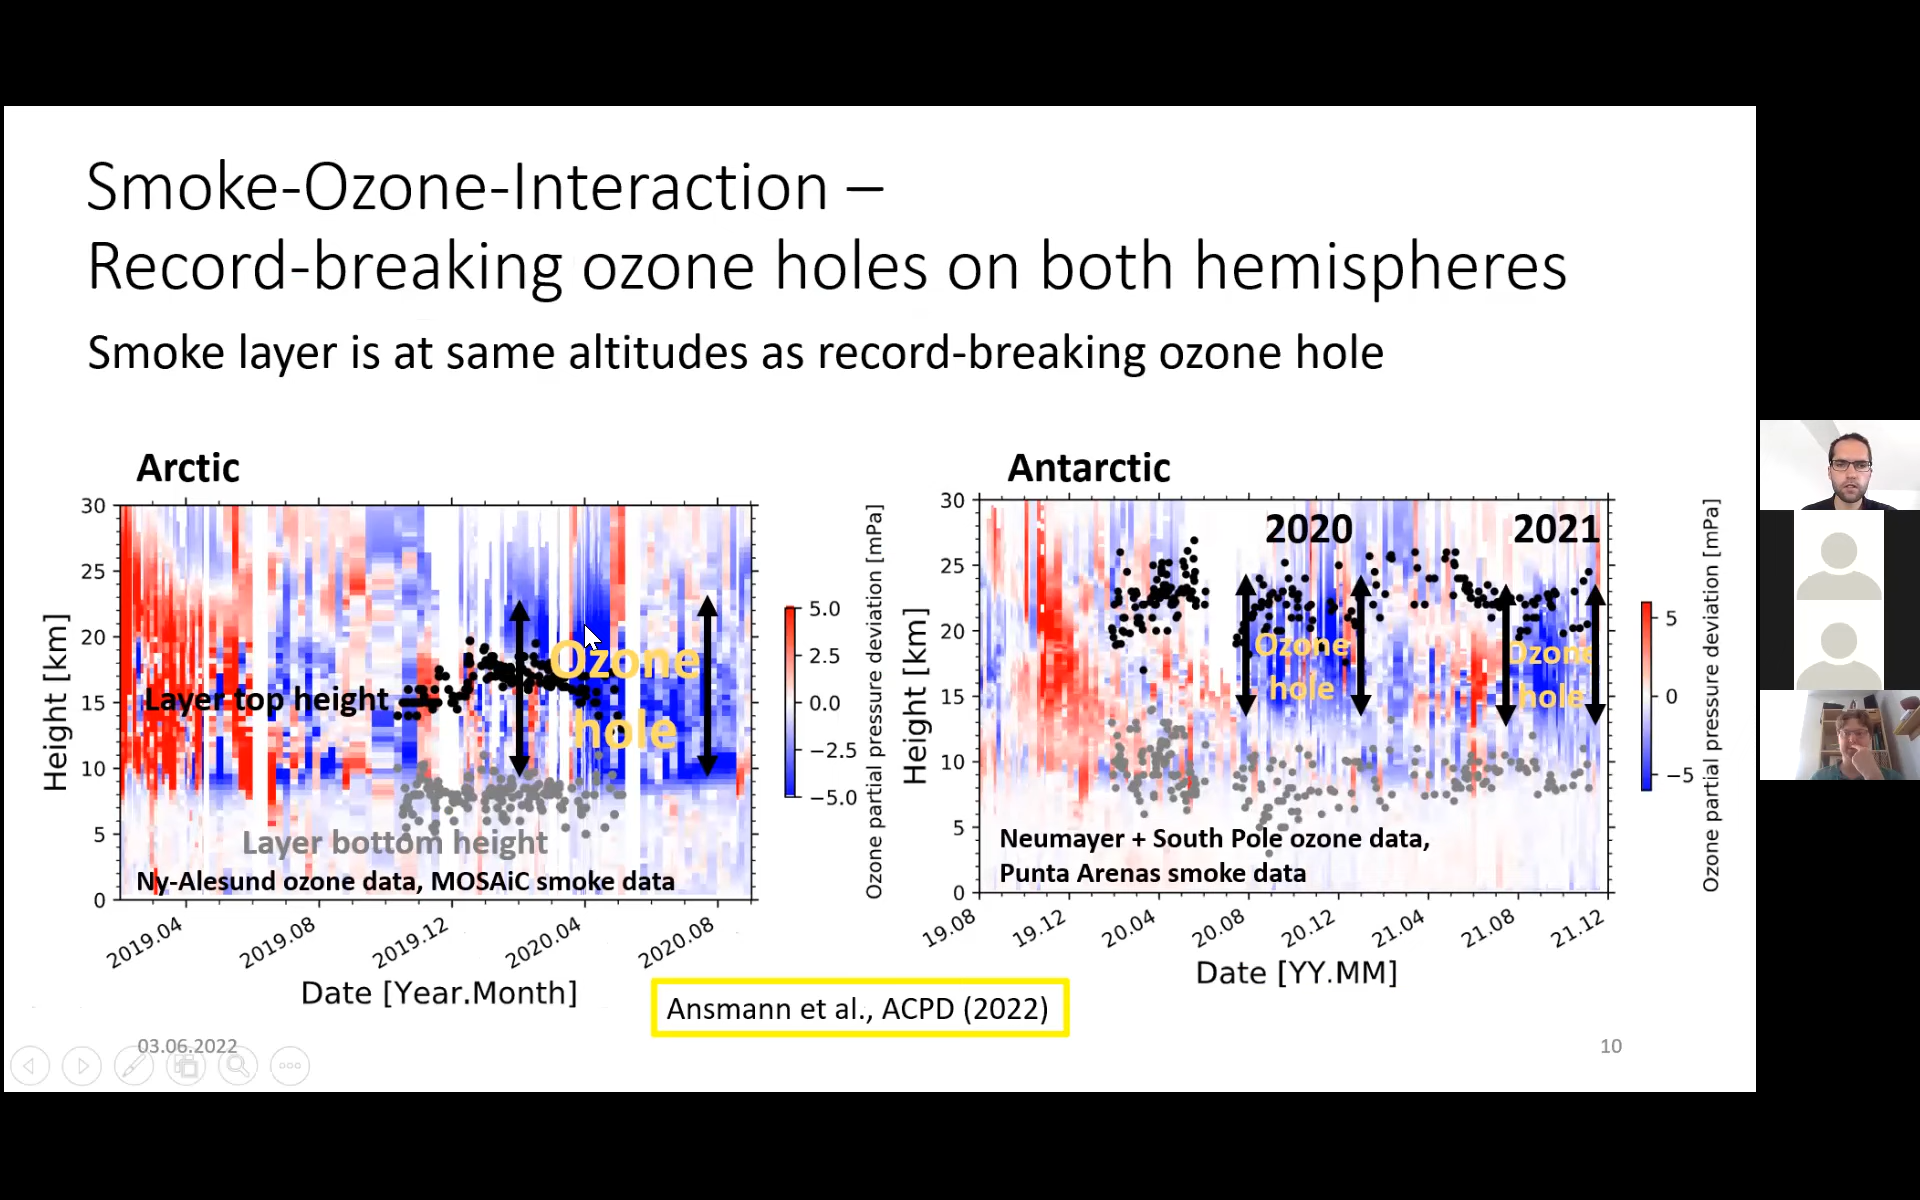 Smoke-Ozone-Interaction –
Record-breaking ozone holes on both hemispheres
Smoke layer is at same altitudes as record-breaking ozone hole
Arctic
30
25
20
15
10
5
0
Height [km]
Layer top height
Ozone
hole
Layer bottom height
Ny-Alesund ozone data, MOSAiC smoke data
2019.04
2019.08
2019.12
2020.04
2020.08
Date [Year.Month]
5.0
2.5
0.0
−2.5
−5.0
Ozone partial pressure deviation [mPa]
Antarctic
30
25
20
15
10
5
0
Height [km]
2020
2021
Ozone
hole
Ozone
hole
Neumayer + South Pole ozone data,
Punta Arenas smoke data
19.08
19.12
20.04
20.08
20.12
21.04
21.08
21.12
Date [YY.MM]
5
0
−5
Ozone partial pressure deviation [mPa]
Ansmann et al., ACPD (2022)
03.06.2022
10